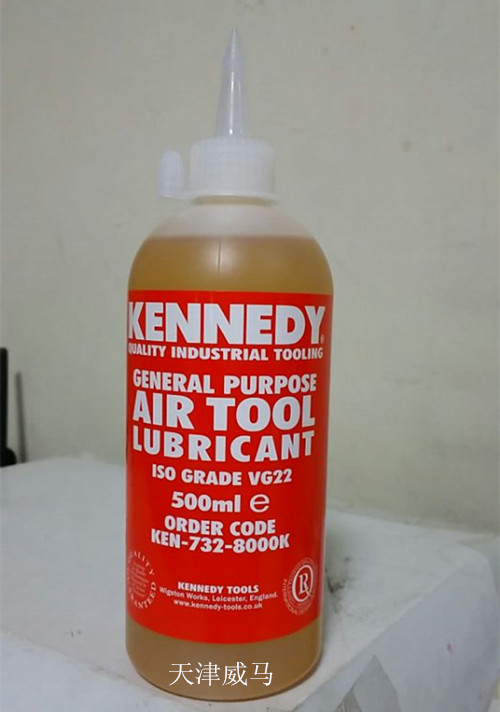 KENNEDY®
QUALITY INDUSTRIAL TOOLING
GENERAL PURPOSE
AIR TOOL
LUBRICANT
ISO GRADE VG22
500ml ℮
ORDER CODE
KEN-732-8000K
KENNEDY TOOLS
Wigston Works, Leicester, England.
www.kennedy-tools.co.uk
QUALITY
R
天津威马